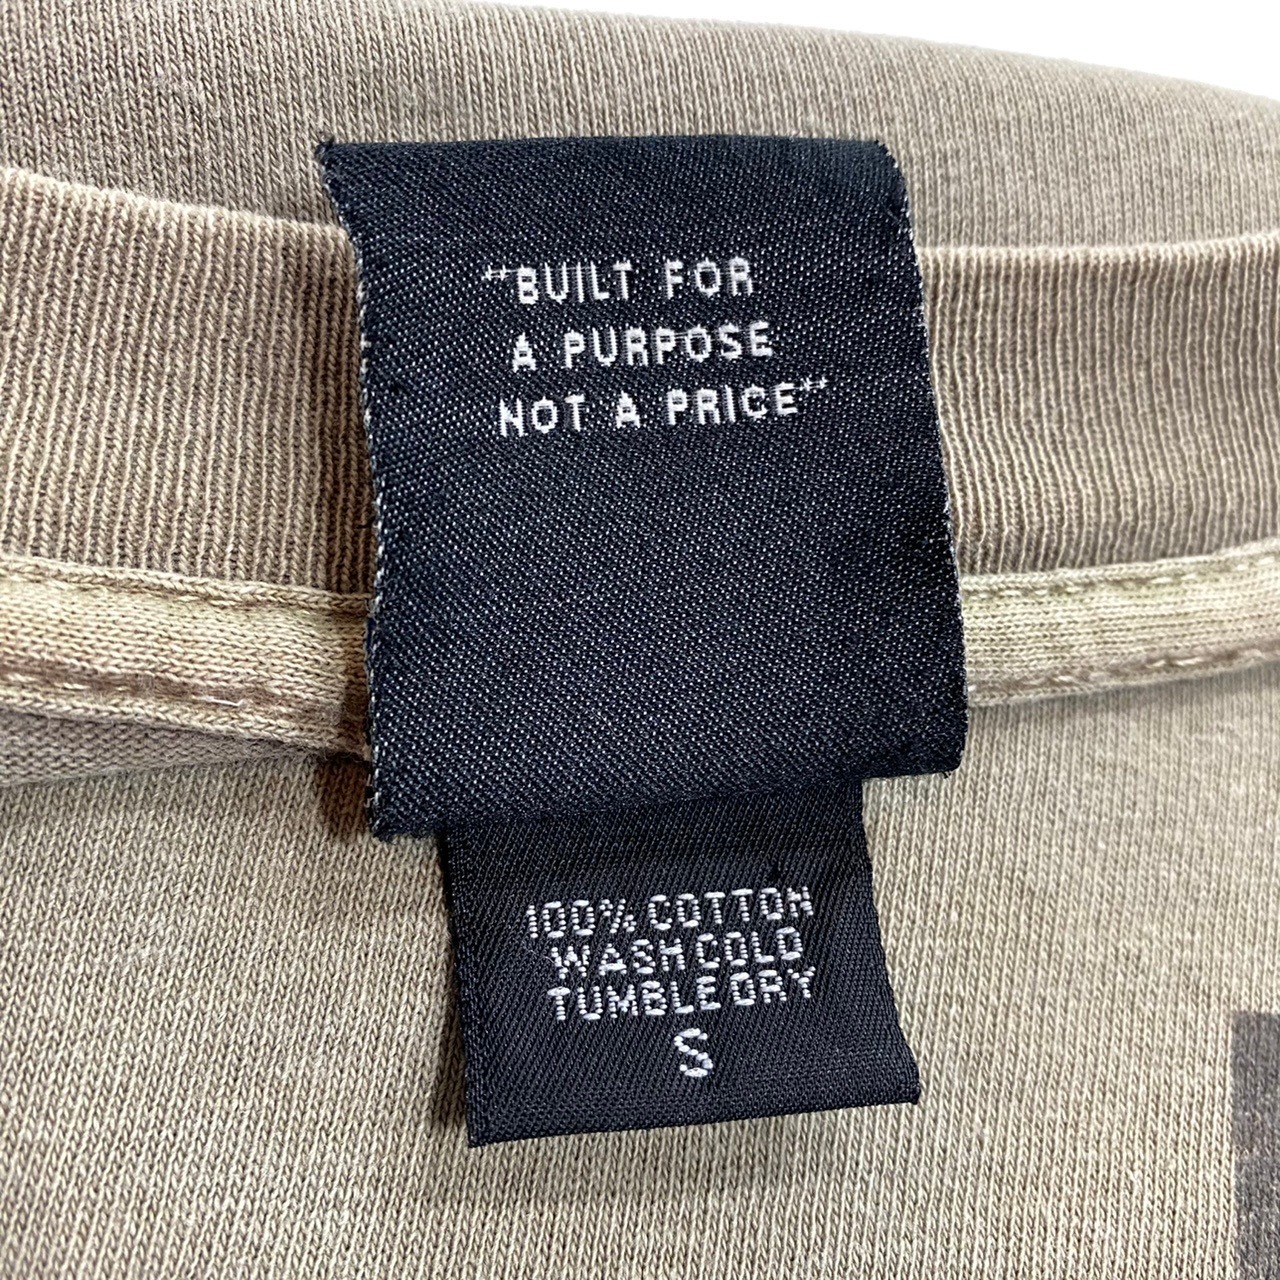 "BUILT FOR
A PURPOSE
NOT A PRICE"
100% COTTON
WASH COLD
TUMBLE DRY
S